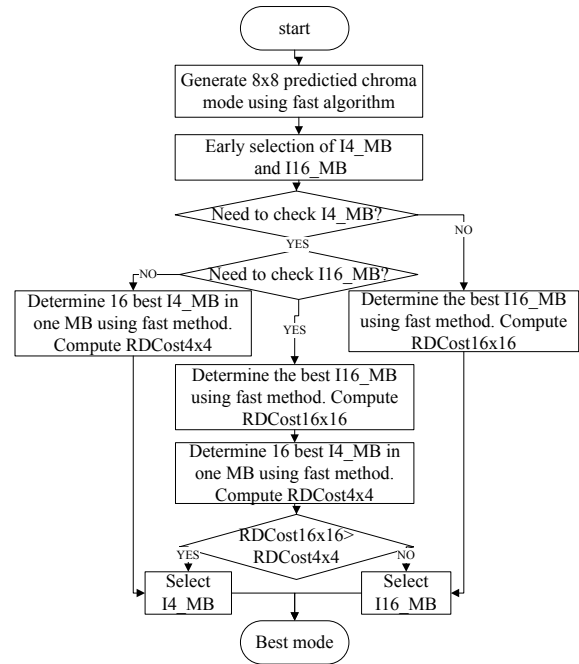 start
Generate 8x8 predictied chroma
mode using fast algorithm
Early selection of I4_MB
and I16_MB
Need to check I4_MB?
NO
YES
Need to check I16_MB?
NO
Determine 16 best I4_MB in
one MB using fast method.
Compute RDCost4x4
YES
Determine the best I16_MB
using fast method. Compute
RDCost16x16
Determine the best I16_MB
using fast method. Compute
RDCost16x16
Determine 16 best I4_MB in
one MB using fast method.
Compute RDCost4x4
RDCost16x16>
RDCost4x4
YES
NO
Select
I4_MB
Select
I16_MB
Best mode